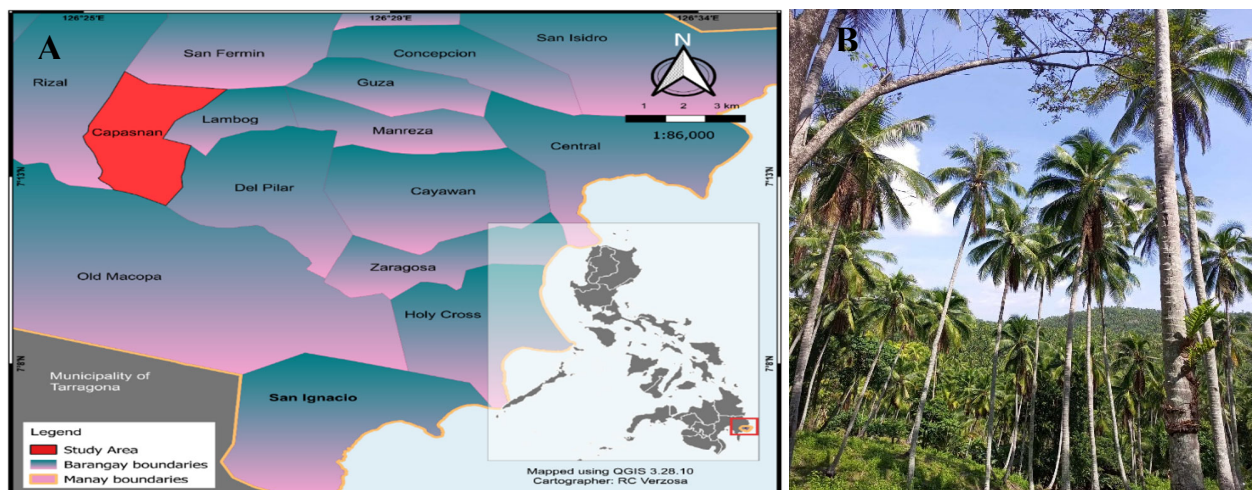 126°25'E
126°29'E
126°34'E
A
B
San Fermin
Concepcion
San Isidro
N
Rizal
Guza
1 2 3 km
1:86,000
Capasnan
Lambog
Manreza
Central
7°13'N
7°13'N
Del Pilar
Cayawan
Old Macopa
Zaragosa
Holy Cross
7°8'N
7°8'N
Municipality of
Tarragona
San Ignacio
Legend
Study Area
Barangay boundaries
Manay boundaries
Mapped using QGIS 3.28.10
Cartographer: RC Verzosa